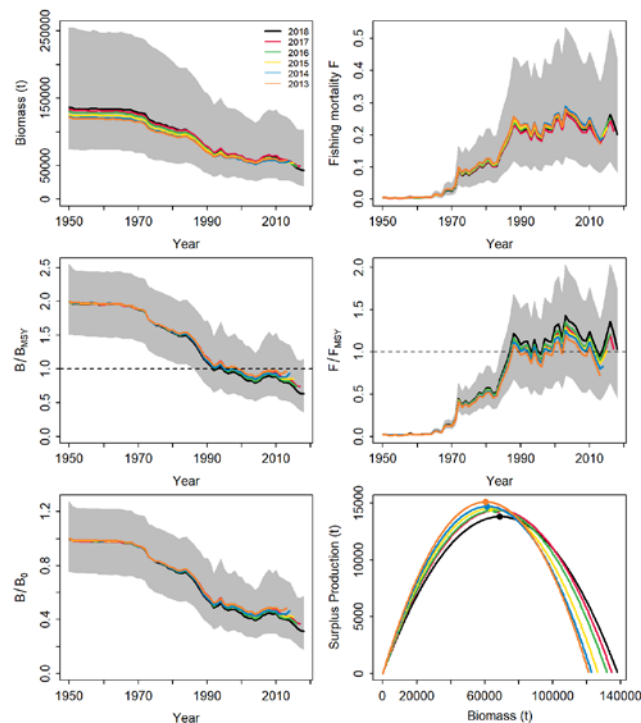 250000
150000
50000
0
Biomass (t)
2018
2017
2016
2015
2014
2013
1950 1970 1990 2010
Year
0.5
0.4
0.3
0.2
0.1
0.0
Fishing mortality F
1950 1970 1990 2010
Year
2.5
2.0
1.5
1.0
0.5
0.0
B/BMSY
1950 1970 1990 2010
Year
2.0
1.5
1.0
0.5
0.0
F/FMSY
1950 1970 1990 2010
Year
1.2
0.8
0.4
0.0
B/B0
1950 1970 1990 2010
Year
15000
10000
5000
0
Surplus Production (t)
0 20000 60000 100000 140000
Biomass (t)